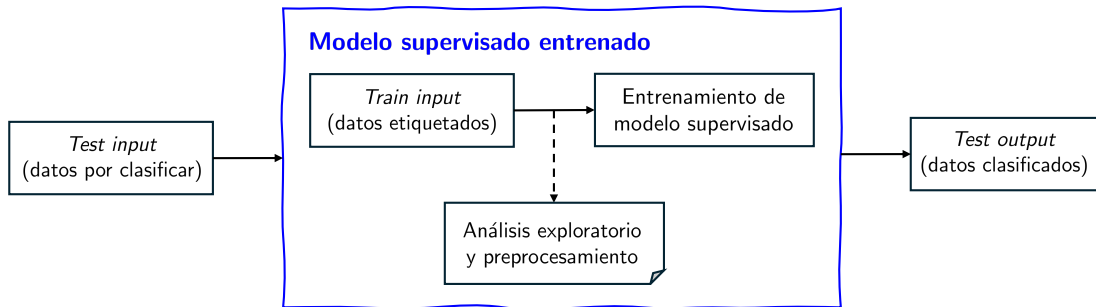 Modelo supervisado entrenado
Test input
(datos por clasificar)
Train input
(datos etiquetados)
Entrenamiento de
modelo supervisado
Análisis exploratorio
y preprocesamiento
Test output
(datos clasificados)